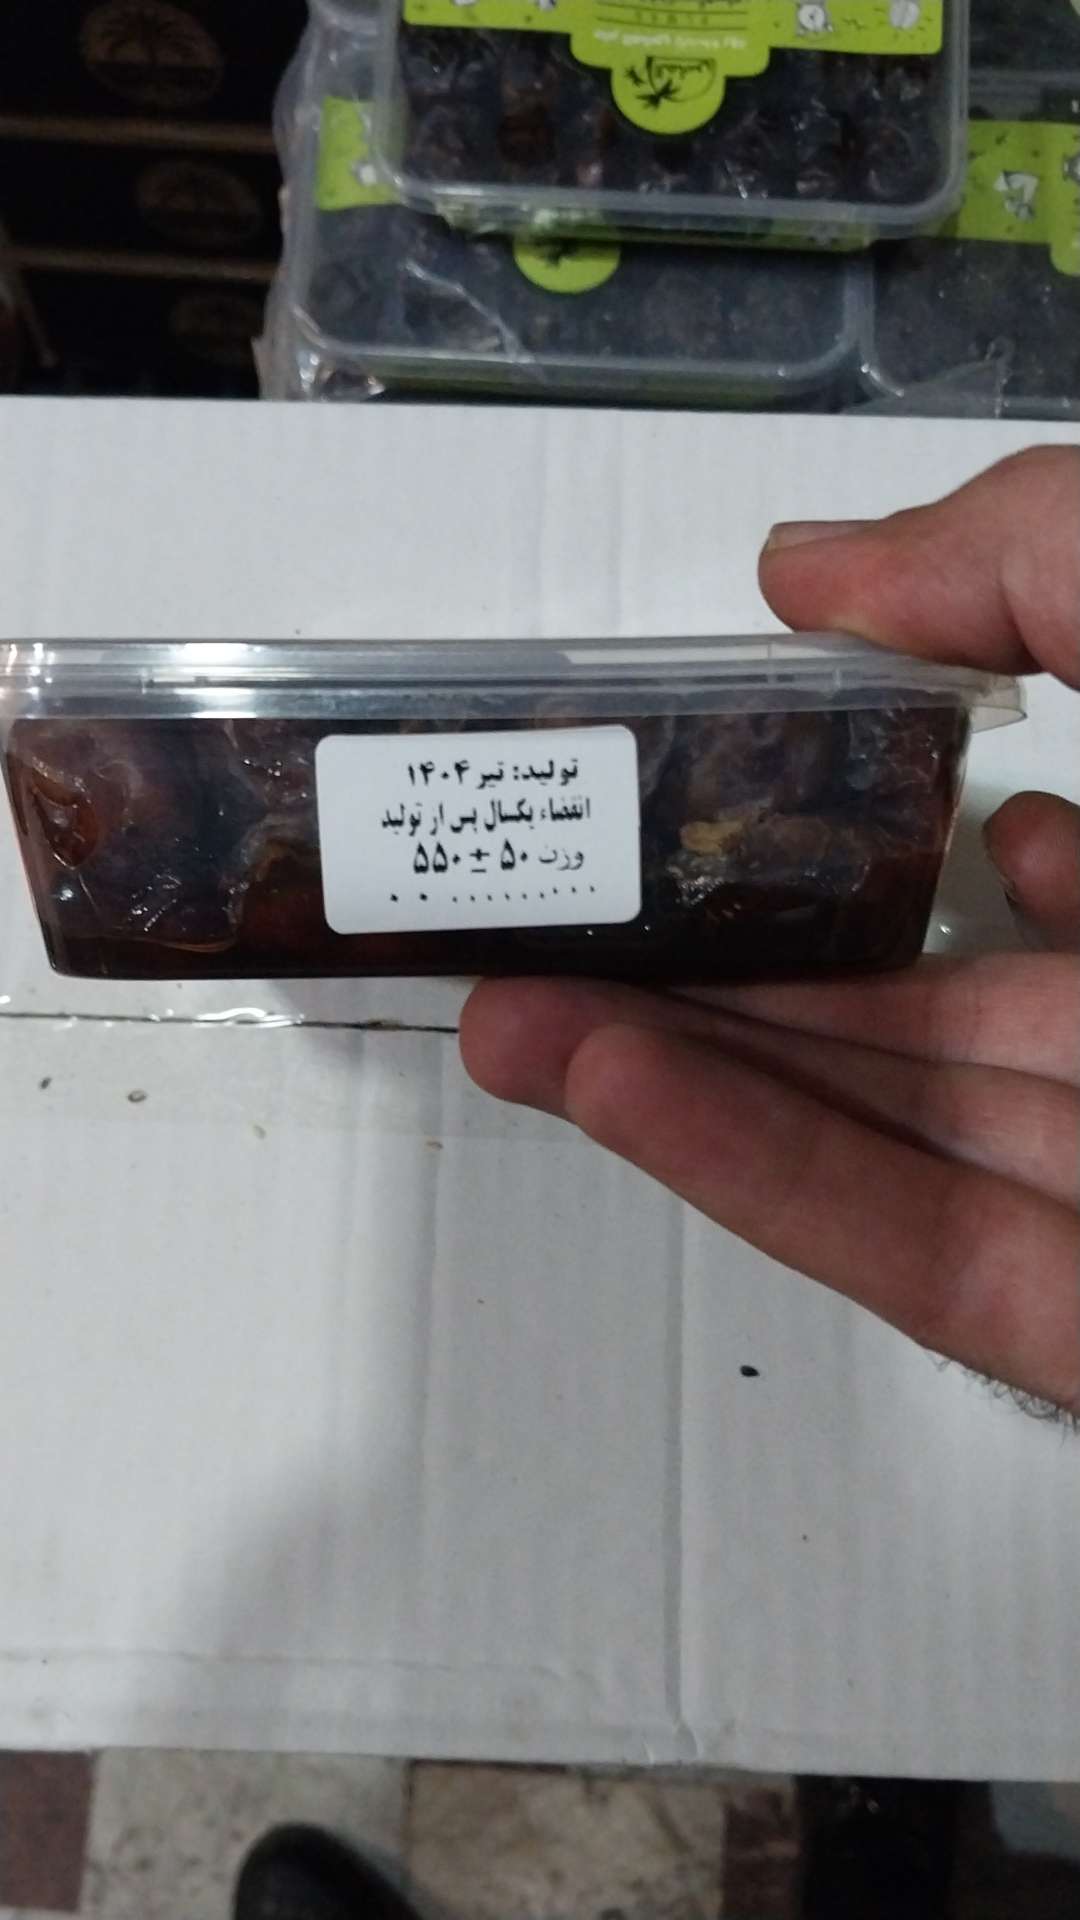 تولید: تیر ۱۴۰۴
انقضاء یکسال پس از تولید
وزن ۵۰ ± ۵۵۰